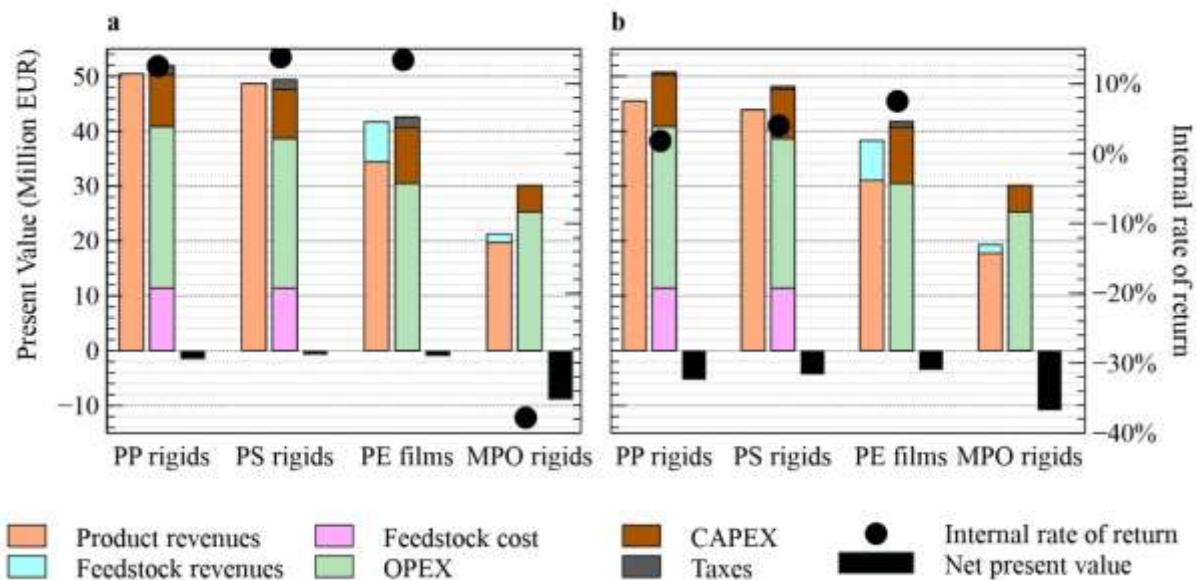 a
b
Present Value (Million EUR)
50
40
30
20
10
0
−10
10%
0%
−10%
−20%
−30%
−40%
Internal rate of return
PP rigids PS rigids PE films MPO rigids
PP rigids PS rigids PE films MPO rigids
Product revenues Feedstock cost CAPEX Internal rate of return
Feedstock revenues OPEX Taxes Net present value